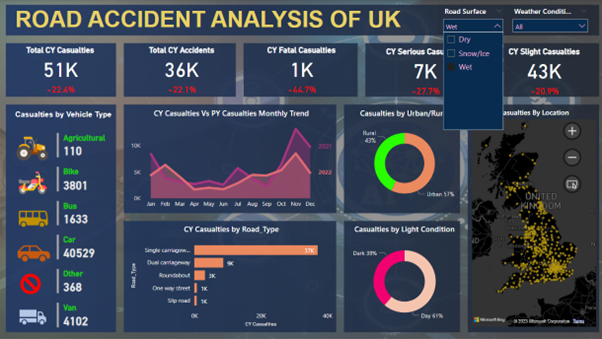 ROAD ACCIDENT ANALYSIS OF UK
Road Surface
Wet
Dry
Snow/Ice
Wet
Weather Conditi...
All
Total CY Casualties
51K
-22.4%
Total CY Accidents
36K
-22.1%
CY Fatal Casualties
1K
-44.7%
CY Serious Casu
7K
-27.7%
CY Slight Casualties
43K
-20.9%
Casualties by Vehicle Type
Agricultural
110
Bike
3801
Bus
1633
Car
40529
Other
368
Van
4102
CY Casualties Vs PY Casualties Monthly Trend
10K
5K
0K
2021
2022
Jan Feb Mar Apr May Jun Jul Aug Sep Oct Nov Dec
Casualties by Urban/Rur
Rural
43%
Urban 57%
Casualties By Location
UNITED
KINGDOM
Microsoft Bing
© 2023 Microsoft Corporation Terms
CY Casualties by Road_Type
Road_Type
Single carriagew...
37K
Dual carriageway
9K
Roundabout
3K
One way street
1K
Slip road
1K
0K 20K 40K
CY Casualties
Casualties by Light Condition
Dark 39%
Day 61%